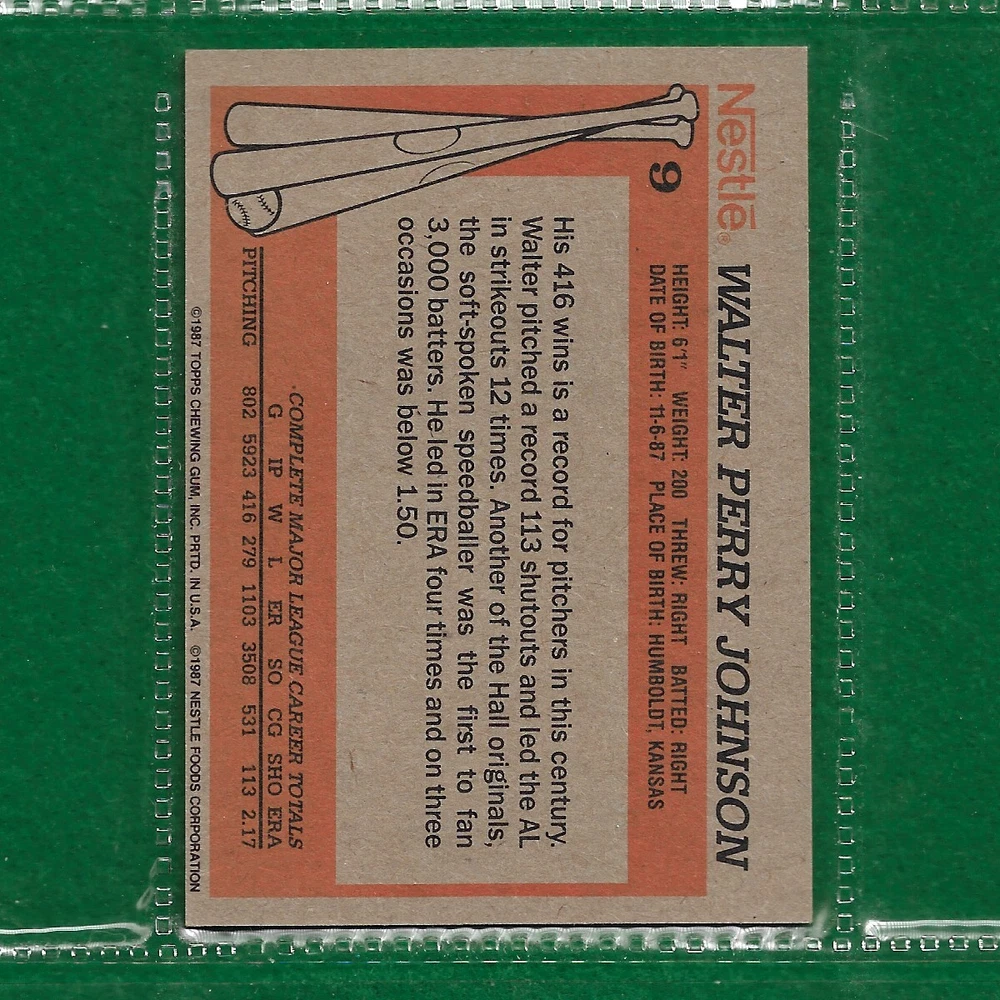 Nestlé®
WALTER PERRY JOHNSON
9
HEIGHT: 6'1" WEIGHT: 200 THREW: RIGHT BATTED: RIGHT
DATE OF BIRTH: 11-6-87 PLACE OF BIRTH: HUMBOLDT, KANSAS
His 416 wins is a record for pitchers in this century.
Walter pitched a record 113 shutouts and led the AL
in strikeouts 12 times. Another of the Hall originals,
the soft-spoken speedballer was the first to fan
3,000 batters. He led in ERA four times and on three
occasions was below 1.50.
COMPLETE MAJOR LEAGUE CAREER TOTALS
G IP W L ER SO CG SHO ERA
PITCHING 802 5923 416 279 1103 3508 531 113 2.17
©1987 TOPPS CHEWING GUM, INC. PRTD. IN U.S.A. ©1987 NESTLE FOODS CORPORATION